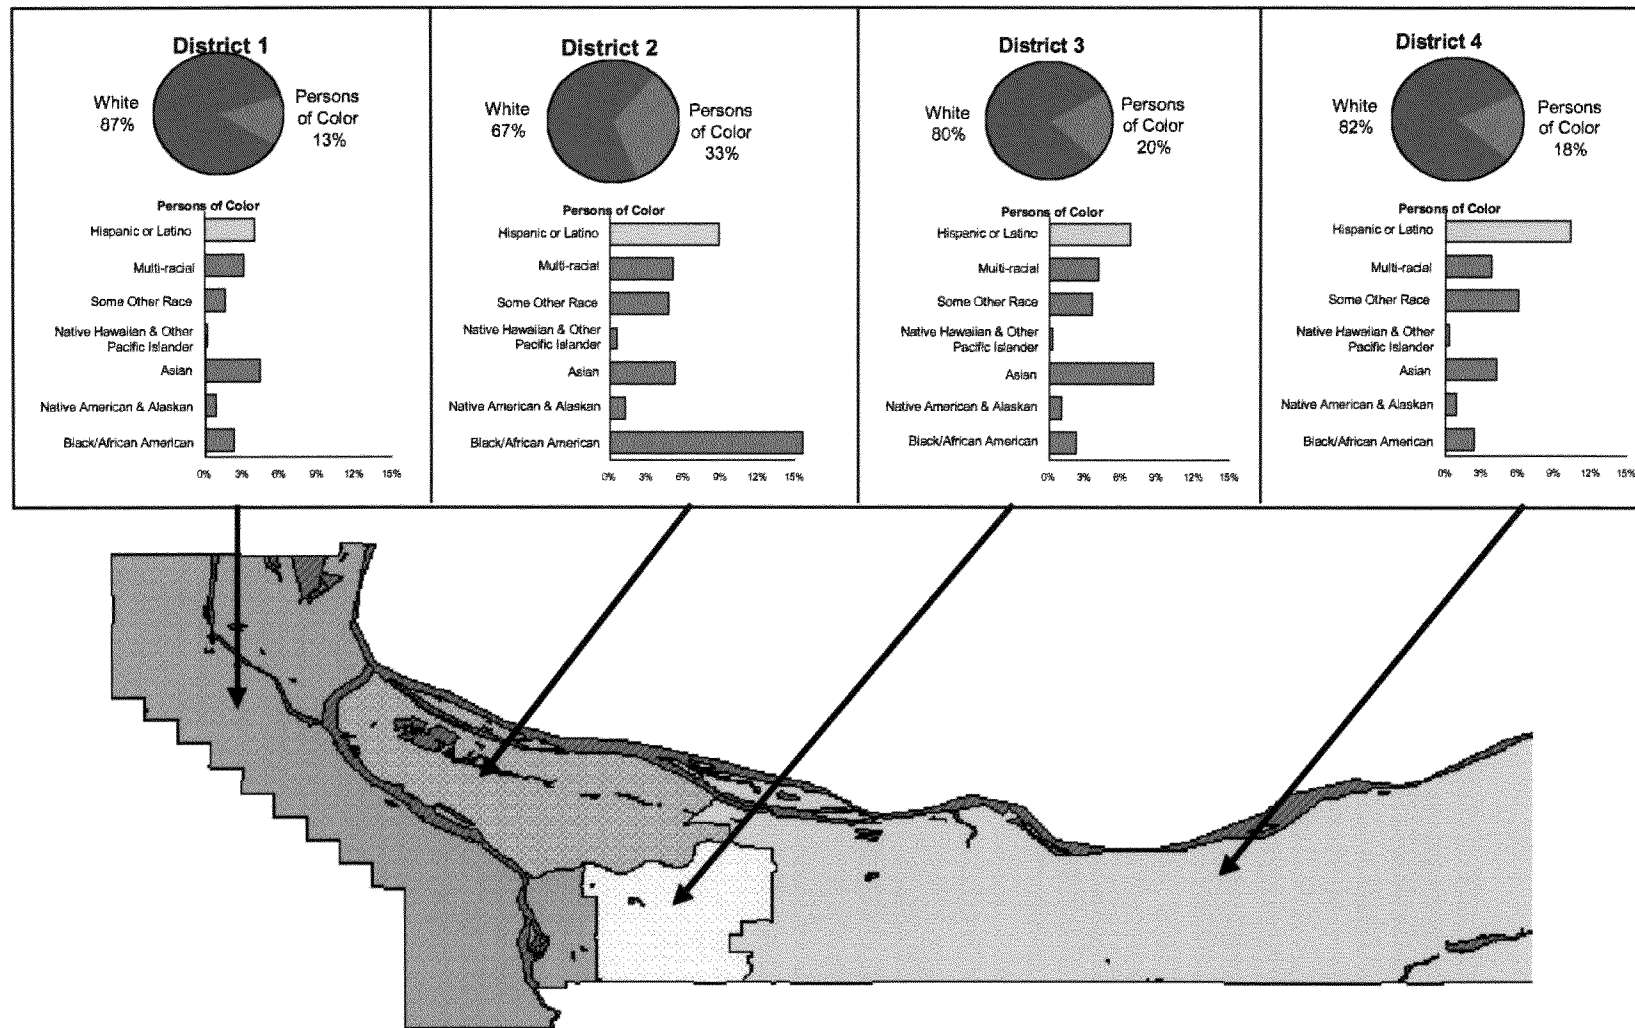 District 1
White
87%
Persons
of Color
13%
Persons of Color
Hispanic or Latino
Multi-racial
Some Other Race
Native Hawaiian & Other
Pacific Islander
Asian
Native American & Alaskan
Black/African American
0% 3% 6% 9% 12% 15%
District 2
White
67%
Persons
of Color
33%
Persons of Color
Hispanic or Latino
Multi-racial
Some Other Race
Native Hawaiian & Other
Pacific Islander
Asian
Native American & Alaskan
Black/African American
0% 3% 6% 9% 12% 15%
District 3
White
80%
Persons
of Color
20%
Persons of Color
Hispanic or Latino
Multi-racial
Some Other Race
Native Hawaiian & Other
Pacific Islander
Asian
Native American & Alaskan
Black/African American
0% 3% 6% 9% 12% 15%
District 4
White
82%
Persons
of Color
18%
Persons of Color
Hispanic or Latino
Multi-racial
Some Other Race
Native Hawaiian & Other
Pacific Islander
Asian
Native American & Alaskan
Black/African American
0% 3% 6% 9% 12% 15%